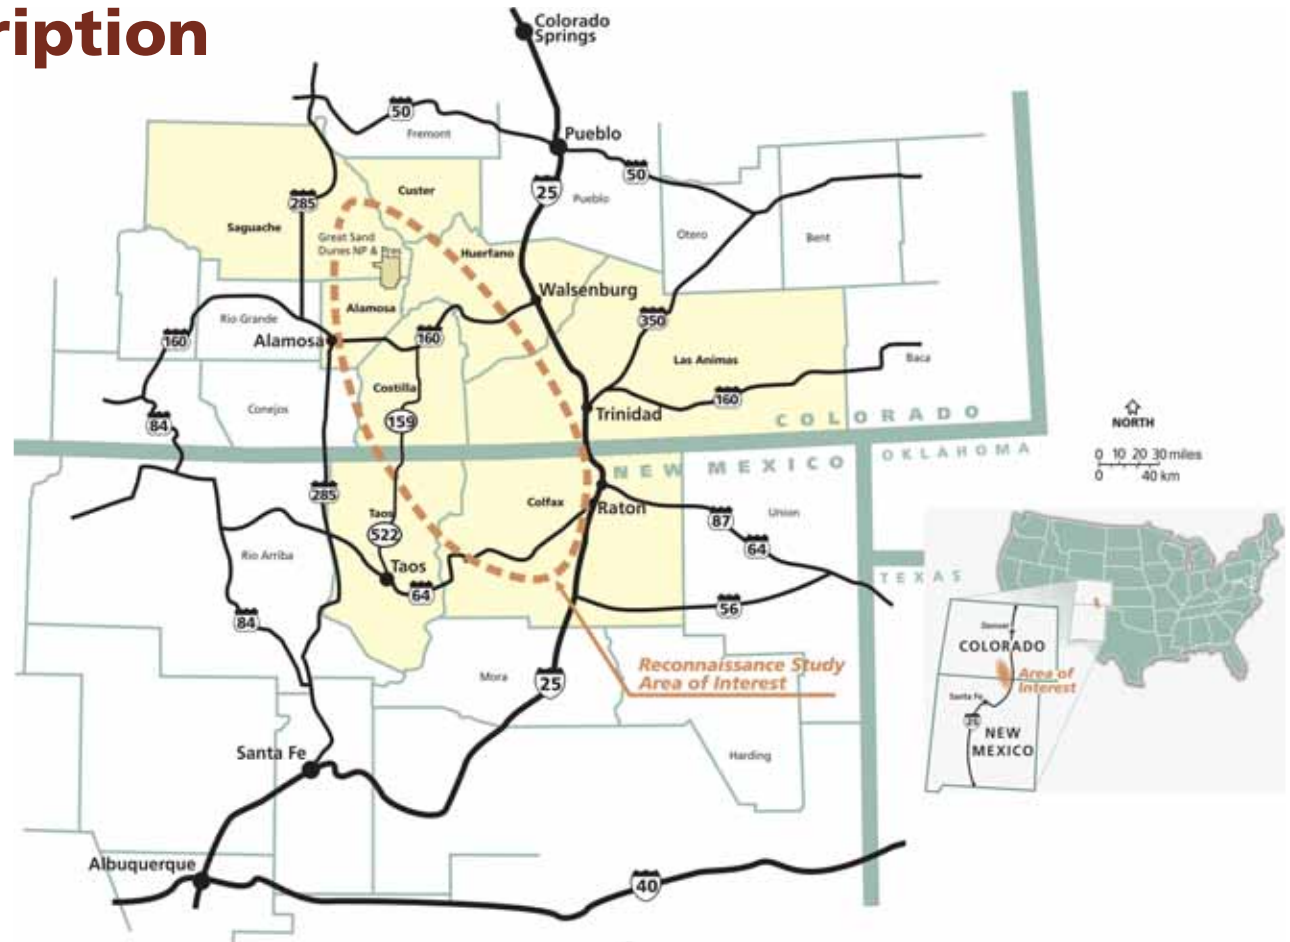 ription
Colorado
Springs
50
Fremont
Pueblo
285
Custer
25
50
Pueblo
Saguache
Great Sand
Dunes NP & Pres
Huerfano
Otero
Bent
Walsenburg
Alamosa
Rio Grande
160
Alamosa
160
350
Las Animas
Baca
Costilla
160
Conejos
84
159
Trinidad
COLORADO
NORTH
NEW MEXICO
OKLAHOMA
0 10 20 30 miles
0 40 km
285
Colfax
Raton
Taos
522
87
Union
64
Rio Arriba
Taos
64
56
TEXAS
84
Reconnaissance Study
Area of Interest
Mora
25
Denver
COLORADO
Area of
Interest
Santa Fe
25
NEW
MEXICO
Santa Fe
Harding
Albuquerque
40